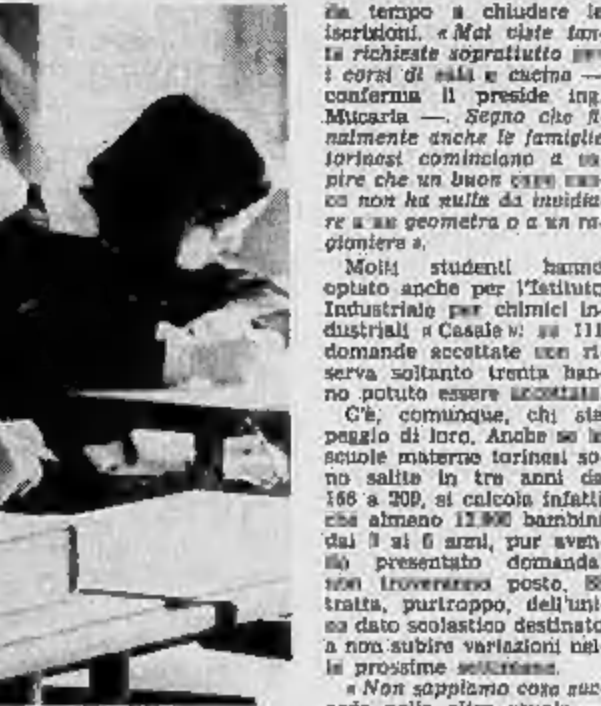 da tempo a chiudere le
iscrizioni. « Mai viste tan-
te richieste soprattutto
i corsi di sala e cucina —
conferma il preside ing.
Mucaria —. Segno che fi-
nalmente anche le famiglie
torinesi cominciano a ca-
pire che un buon
non ha nulla da invidia-
re a un geometra o a un ra-
gioniere ».
Molti studenti hanno
optato anche per l'Istituto
Industriale per chimici in-
dustriali « Casale »: su 111
domande accettate con ri-
serva soltanto trenta han-
no potuto essere accettate
C'è, comunque, chi sta
peggio di loro. Anche se le
scuole materne torinesi so-
no salite in tre anni da
166 a 209, si calcola infatti
che almeno bambini
dai 3 ai 6 anni, pur aven-
do presentato domanda
non troveranno posto. Si
tratta, purtroppo, dell'uni-
co dato scolastico destinato
a non subire variazioni nel-
le prossime settimane.
« Non sappiamo cosa suc-